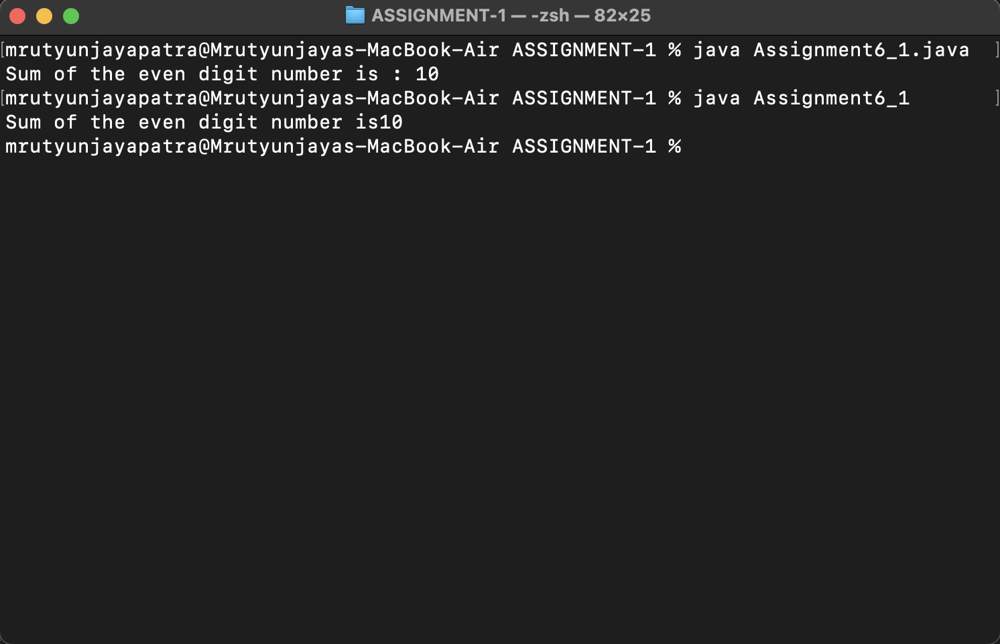 ASSIGNMENT-1 — -zsh — 82×25
[mrutyunjayapatra@Mrutyunjayas-MacBook-Air ASSIGNMENT-1 % java Assignment6_1.java ]
Sum of the even digit number is : 10
[mrutyunjayapatra@Mrutyunjayas-MacBook-Air ASSIGNMENT-1 % java Assignment6_1 ]
Sum of the even digit number is10
mrutyunjayapatra@Mrutyunjayas-MacBook-Air ASSIGNMENT-1 %